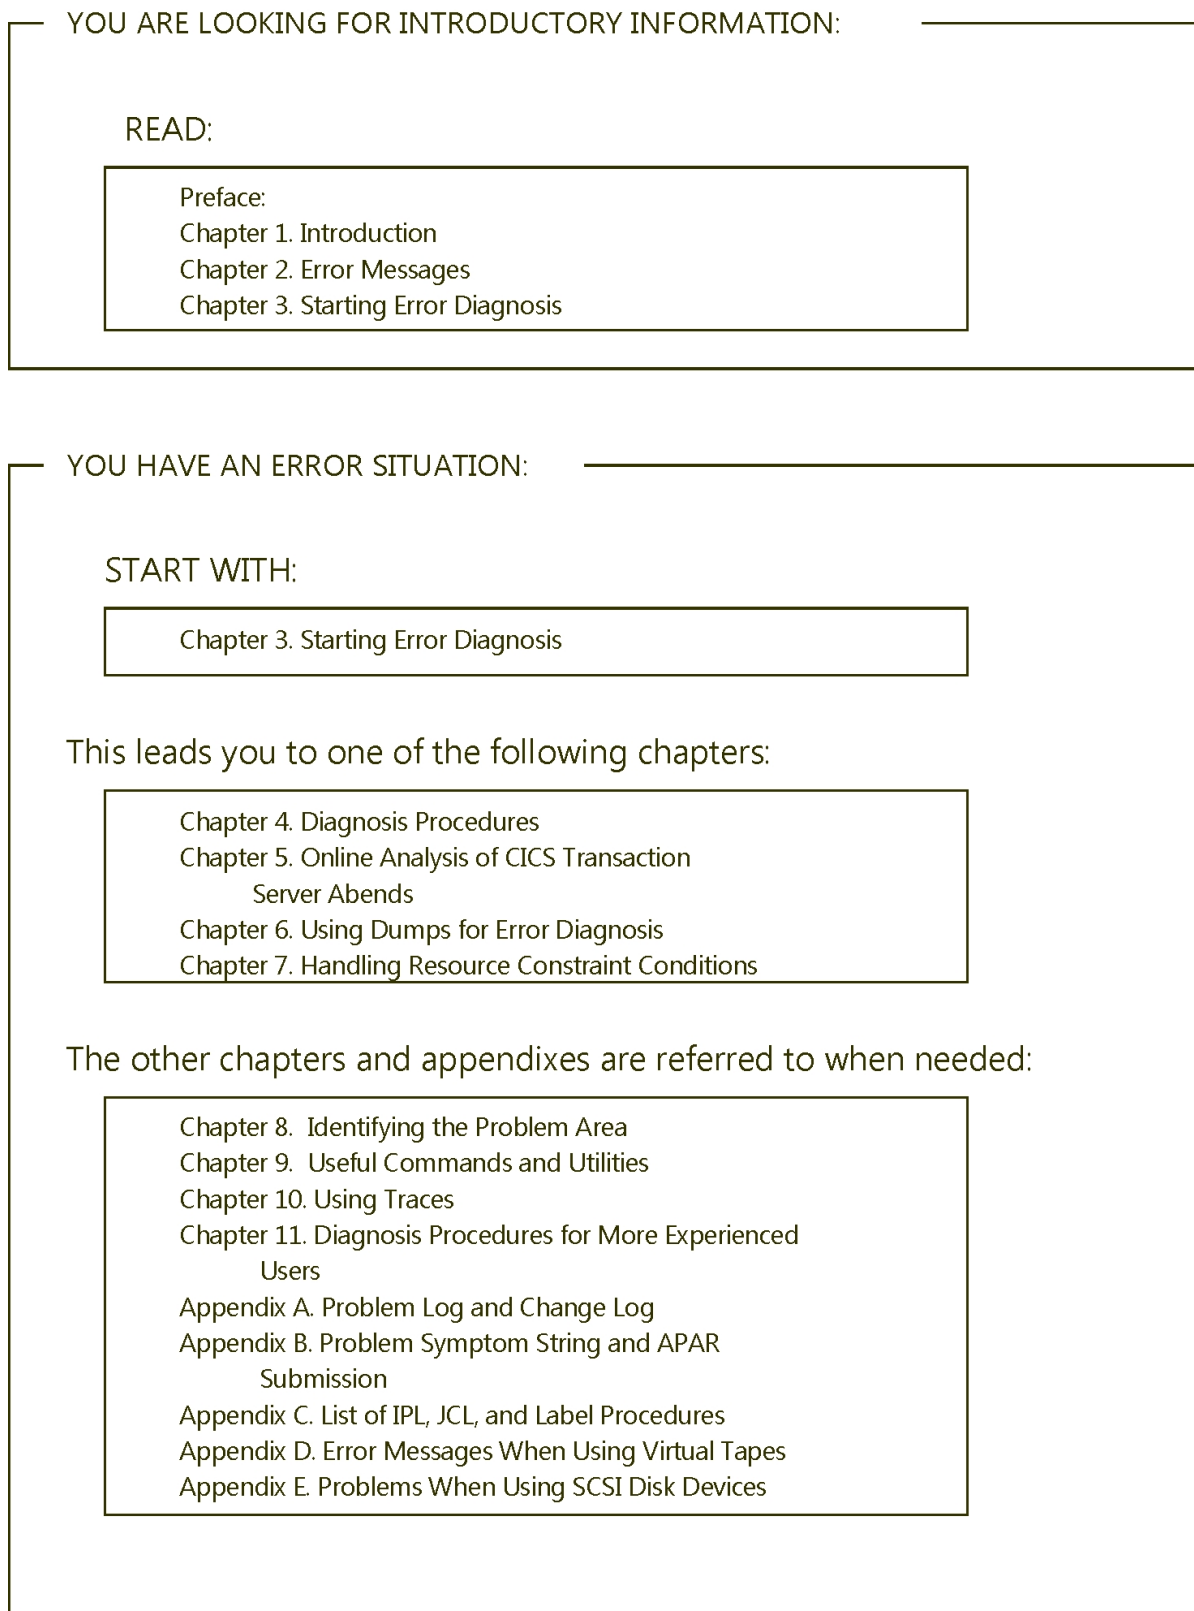 YOU ARE LOOKING FOR INTRODUCTORY INFORMATION:
READ:
Preface:
Chapter 1. Introduction
Chapter 2. Error Messages
Chapter 3. Starting Error Diagnosis
YOU HAVE AN ERROR SITUATION:
START WITH:
Chapter 3. Starting Error Diagnosis
This leads you to one of the following chapters:
Chapter 4. Diagnosis Procedures
Chapter 5. Online Analysis of CICS Transaction
Server Abends
Chapter 6. Using Dumps for Error Diagnosis
Chapter 7. Handling Resource Constraint Conditions
The other chapters and appendixes are referred to when needed:
Chapter 8. Identifying the Problem Area
Chapter 9. Useful Commands and Utilities
Chapter 10. Using Traces
Chapter 11. Diagnosis Procedures for More Experienced
Users
Appendix A. Problem Log and Change Log
Appendix B. Problem Symptom String and APAR
Submission
Appendix C. List of IPL, JCL, and Label Procedures
Appendix D. Error Messages When Using Virtual Tapes
Appendix E. Problems When Using SCSI Disk Devices